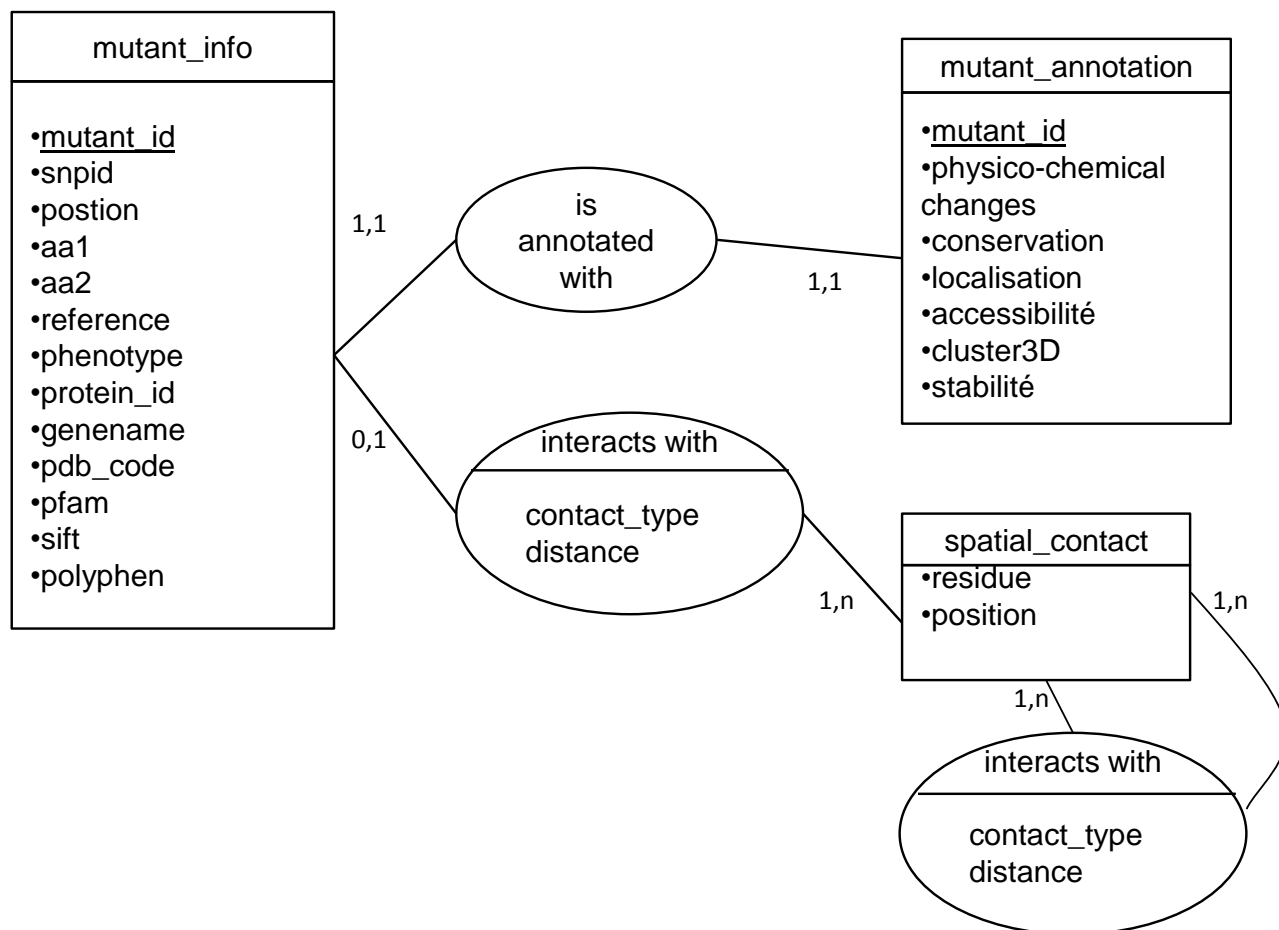 mutant_info
•mutant_id
•snpid
•postion
•aa1
•aa2
•reference
•phenotype
•protein_id
•genename
•pdb_code
•pfam
•sift
•polyphen
1,1
is
annotated
with
1,1
mutant_annotation
•mutant_id
•physico-chemical
changes
•conservation
•localisation
•accessibilité
•cluster3D
•stabilité
0,1
interacts with
contact_type
distance
1,n
spatial_contact
•residue
•position
1,n
1,n
interacts with
contact_type
distance